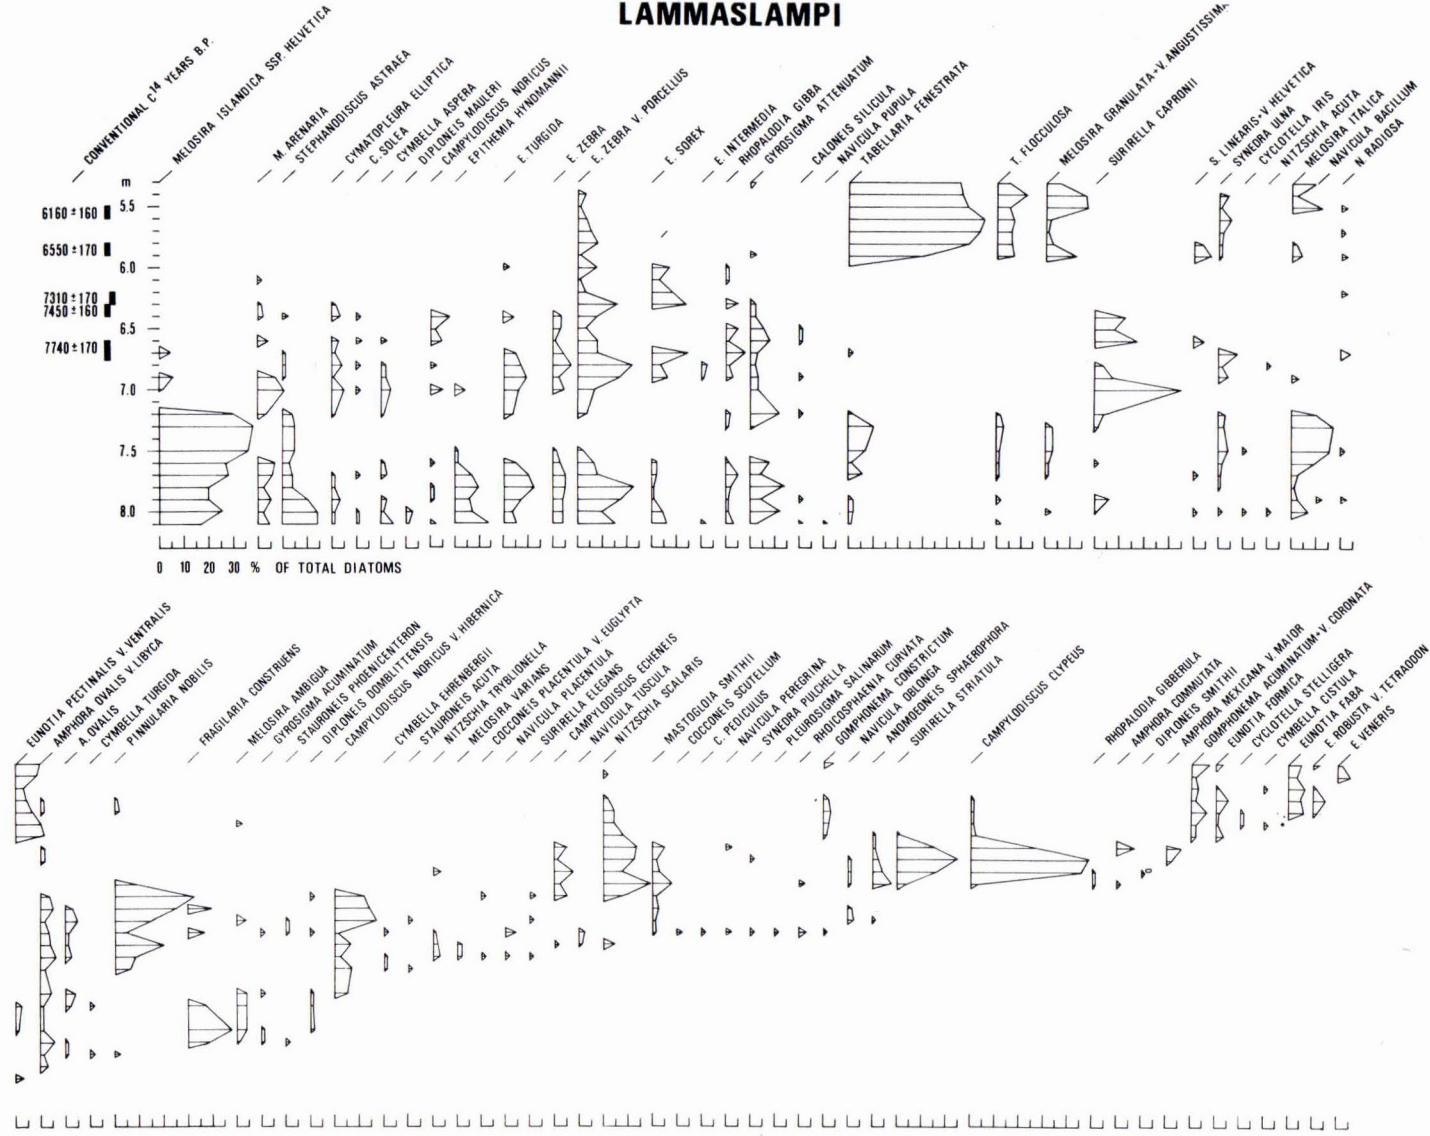 LAMMASLAMPI
CONVENTIONAL C14 YEARS B.P.
MELOSIRA ISLANDICA SSP. HELVETICA
M. ARENARIA
STEPHANODISCUS ASTRAEA
CYMATOPLEURA ELLIPTICA
C. SOLEA
CYMBELLA ASPERA
DIPLONEIS MAULERI
CAMPYLODISCUS NORICUS
EPITHEMIA HYNDMANNII
E. TURGIDA
E. ZEBRA
E. ZEBRA V. PORCELLUS
E. SOREX
E. INTERMEDIA
RHOPALODIA GIBBA
GYROSIGMA ATTENUATUM
CALONEIS SILICULA
NAVICULA PUPULA
TABELLARIA FENESTRATA
T. FLOCCULOSA
MELOSIRA GRANULATA+V. ANGUSTISSIMA
SURIRELLA CAPRONII
S. LINEARIS+V HELVETICA
SYNEDRA ULNA
CYCLOTELLA IRIS
NITZSCHIA ACUTA
MELOSIRA ITALICA
NAVICULA BACILLUM
N. RADIOSA
m
6160 ± 160
5.5
6550 ± 170
6.0
7310 ± 170
7450 ± 160
6.5
7740 ± 170
7.0
7.5
8.0
0 10 20 30 % OF TOTAL DIATOMS
EUNOTIA PECTINALIS V. VENTRALIS
AMPHORA OVALIS V. LIBYCA
A. OVALIS
CYMBELLA TURGIDA
PINNULARIA NOBILIS
FRAGILARIA CONSTRUENS
MELOSIRA AMBIGUA
GYROSIGMA ACUMINATUM
STAURONEIS PHOENICENTERON
DIPLONEIS DOMBLITTENSIS
CAMPYLODISCUS NORICUS V. HIBERNICA
CYMBELLA EHRENBERGII
STAURONEIS ACUTA
NITZSCHIA TRYBLIONELLA
MELOSIRA VARIANS
COCCONEIS PLACENTULA V. EUGLYPTA
NAVICULA PLACENTULA
SURIRELLA ELEGANS
CAMPYLODISCUS ECHENEIS
NAVICULA TUSCULA
NITZSCHIA SCALARIS
MASTOGLOIA SMITHII
COCCONEIS SCUTELLUM
C. PEDICULUS
NAVICULA PEREGRINA
SYNEDRA PULCHELLA
PLEUROSIGMA SALINARUM
RHOICOSPHAENIA CURVATA
GOMPHONEMA CONSTRICTUM
NAVICULA OBLONGA
ANOMOEONEIS SPHAEROPHORA
SURIRELLA STRIATULA
CAMPYLODISCUS CLYPEUS
RHOPALODIA GIBBERULA
AMPHORA COMMUTATA
DIPLONEIS SMITHII
AMPHORA MEXICANA V. MAIOR
GOMPHONEMA ACUMINATUM+V. CORONATA
EUNOTIA FORMICA
CYCLOTELLA STELLIGERA
CYMBELLA CISTULA
EUNOTIA FABA
E. ROBUSTA V. TETRAODON
E. VENERIS